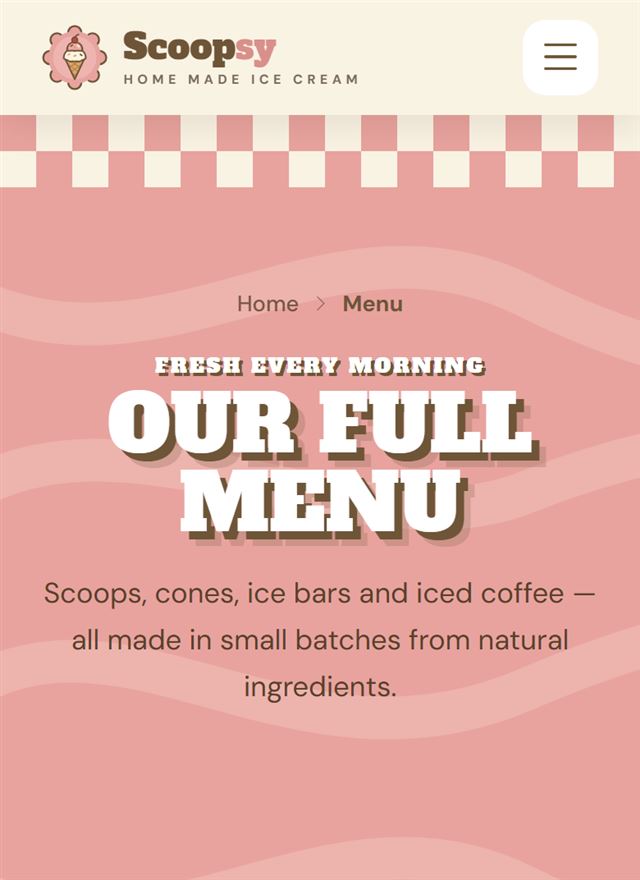 Scoopsy
HOME MADE ICE CREAM
Home > Menu
FRESH EVERY MORNING
OUR FULL
MENU
Scoops, cones, ice bars and iced coffee —
all made in small batches from natural
ingredients.